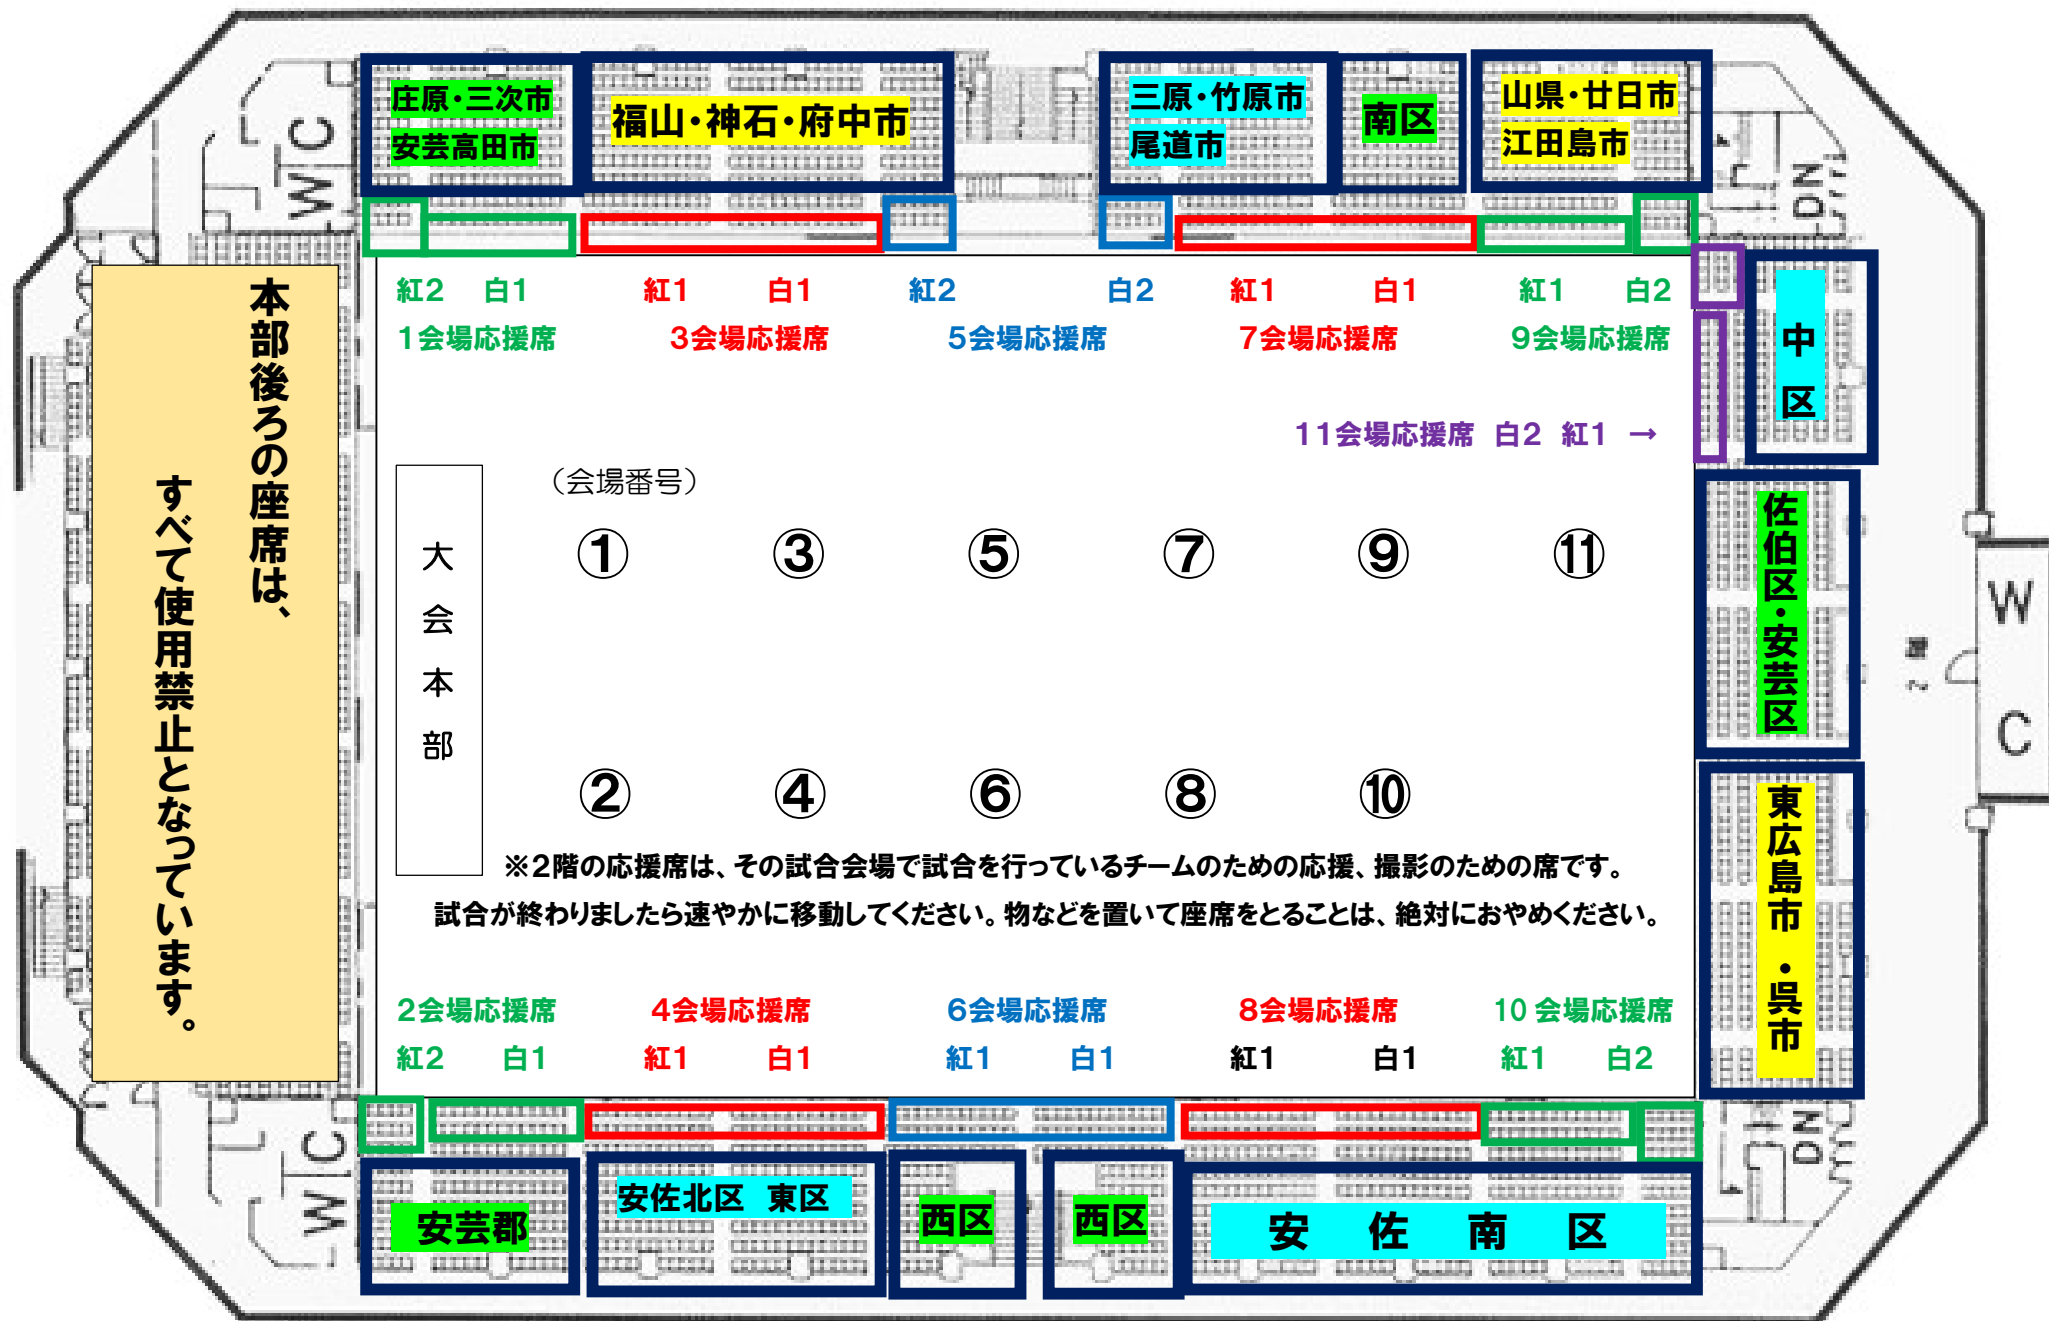 庄原・三次市
安芸高田市
福山・神石・府中市
三原・竹原市
尾道市
南区
山県・廿日市
江田島市
WC
DN
紅2 白1
紅1 白1
紅2
白2
紅1 白1
紅1 白2
1会場応援席
3会場応援席
5会場応援席
7会場応援席
9会場応援席
中区
11会場応援席 白2 紅1 →
本部後ろの座席は、
すべて使用禁止となっています。
大会本部
（会場番号）
①
③
⑤
⑦
⑨
⑪
佐伯区・安芸区
WC
2階
②
④
⑥
⑧
⑩
東広島市・呉市
※2階の応援席は、その試合会場で試合を行っているチームのための応援、撮影のための席です。
試合が終わりましたら速やかに移動してください。物などを置いて座席をとることは、絶対におやめください。
2会場応援席
4会場応援席
6会場応援席
8会場応援席
10 会場応援席
紅2 白1
紅1 白1
紅1 白1
紅1 白1
紅1 白2
WC
DN
安芸郡
安佐北区 東区
西区
西区
安佐南区